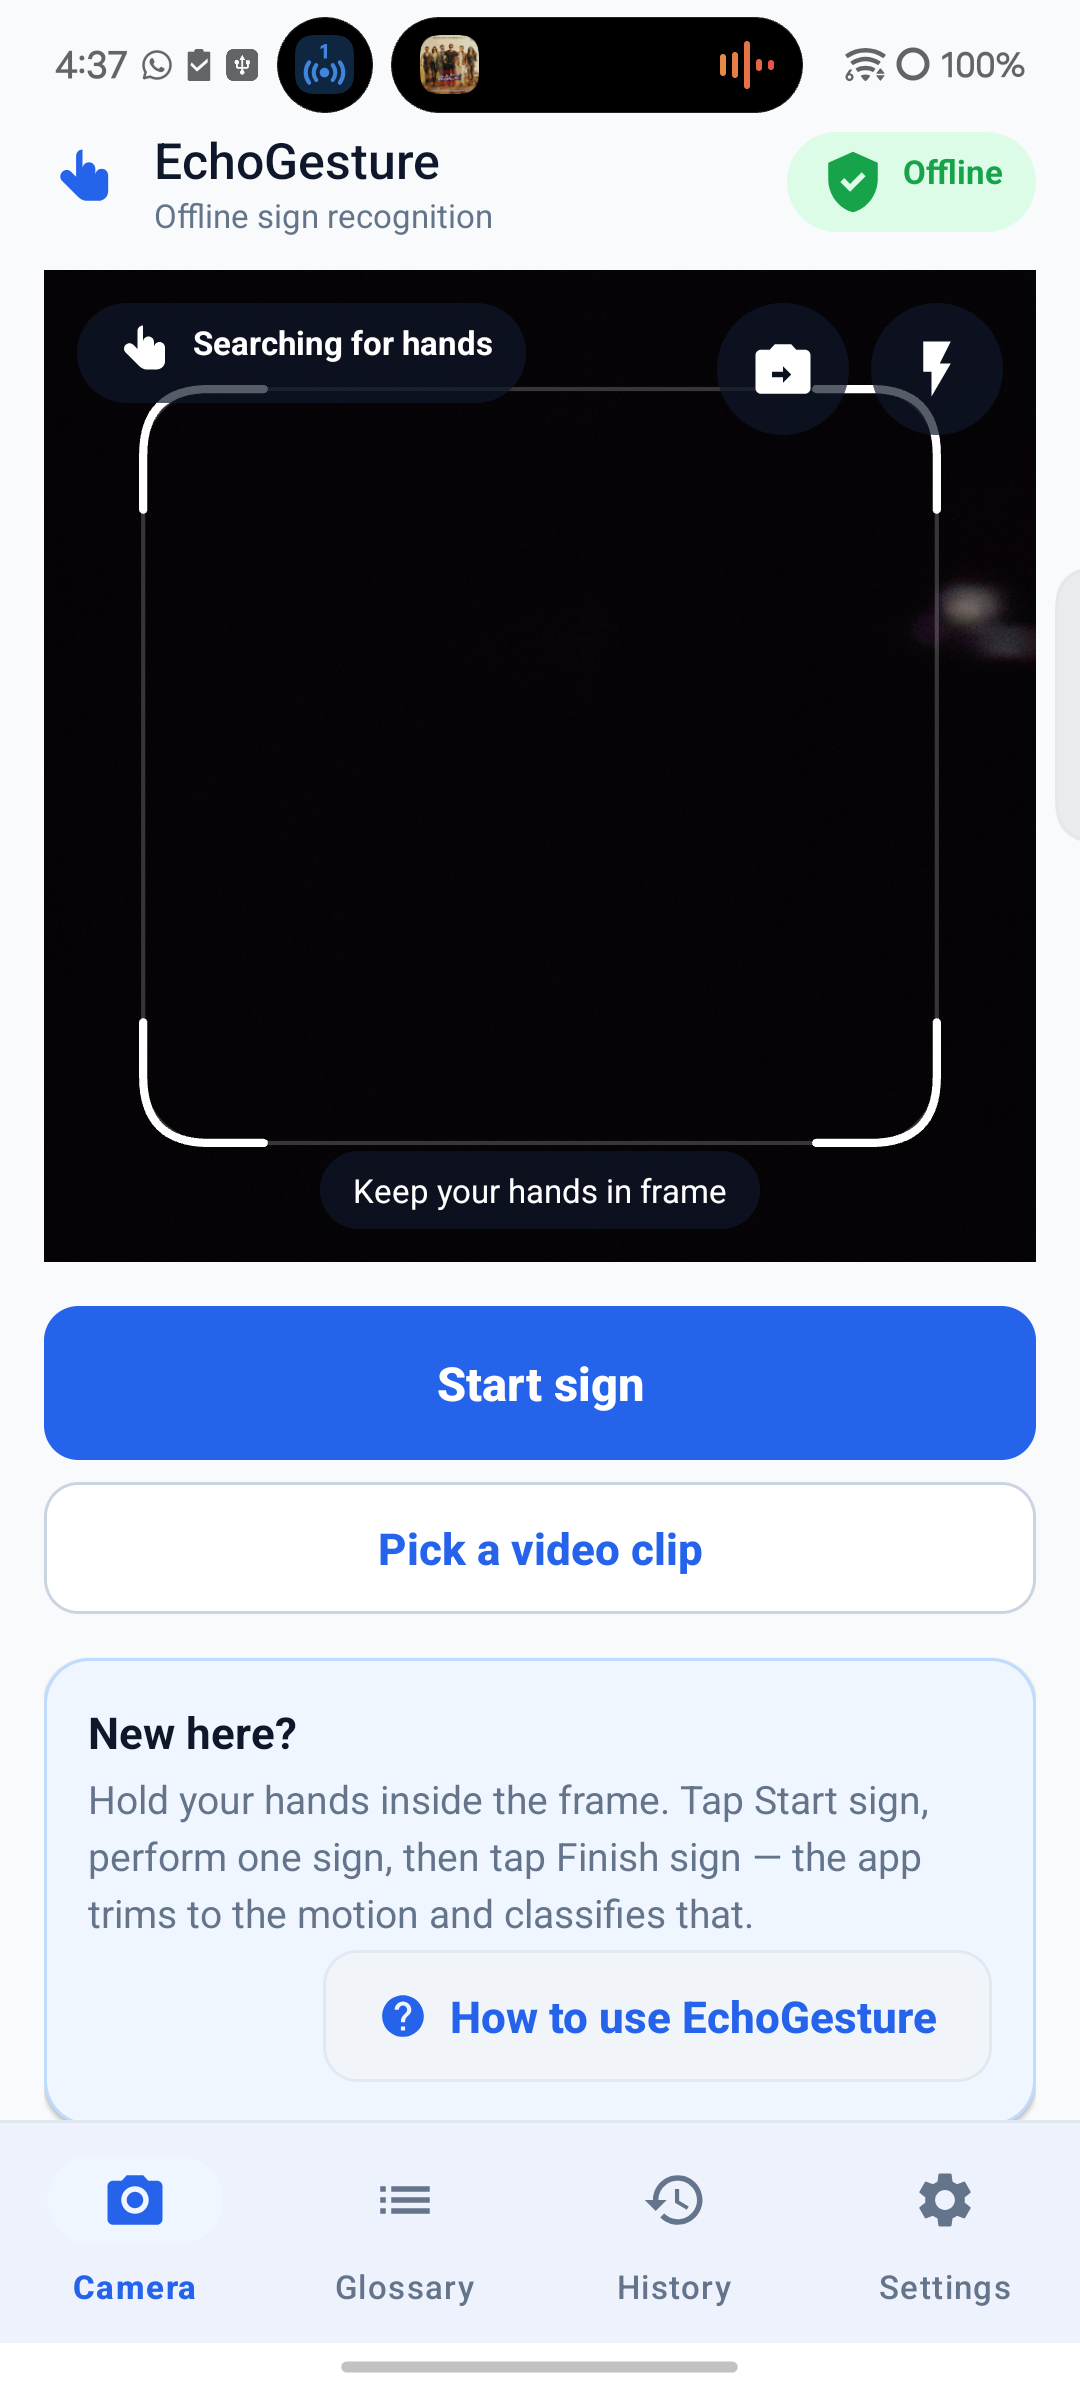 4:37
1
6
100%
EchoGesture
Offline sign recognition
Offline
Searching for hands
Keep your hands in frame
Start sign
Pick a video clip
New here?
Hold your hands inside the frame. Tap Start sign,
perform one sign, then tap Finish sign — the app
trims to the motion and classifies that.
How to use EchoGesture
Camera
Glossary
History
Settings